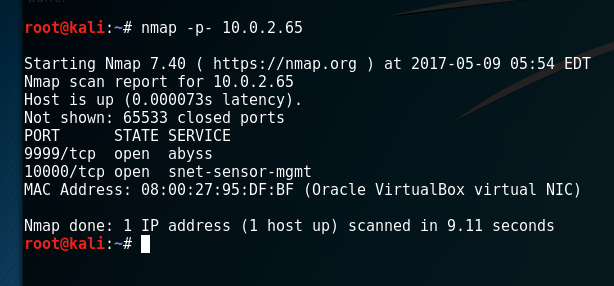 root@kali:~# nmap -p- 10.0.2.65
Starting Nmap 7.40 ( https://nmap.org ) at 2017-05-09 05:54 EDT
Nmap scan report for 10.0.2.65
Host is up (0.000073s latency).
Not shown: 65533 closed ports
PORT      STATE SERVICE
9999/tcp  open  abyss
10000/tcp open  snet-sensor-mgmt
MAC Address: 08:00:27:95:DF:BF (Oracle VirtualBox virtual NIC)
Nmap done: 1 IP address (1 host up) scanned in 9.11 seconds
root@kali:~#